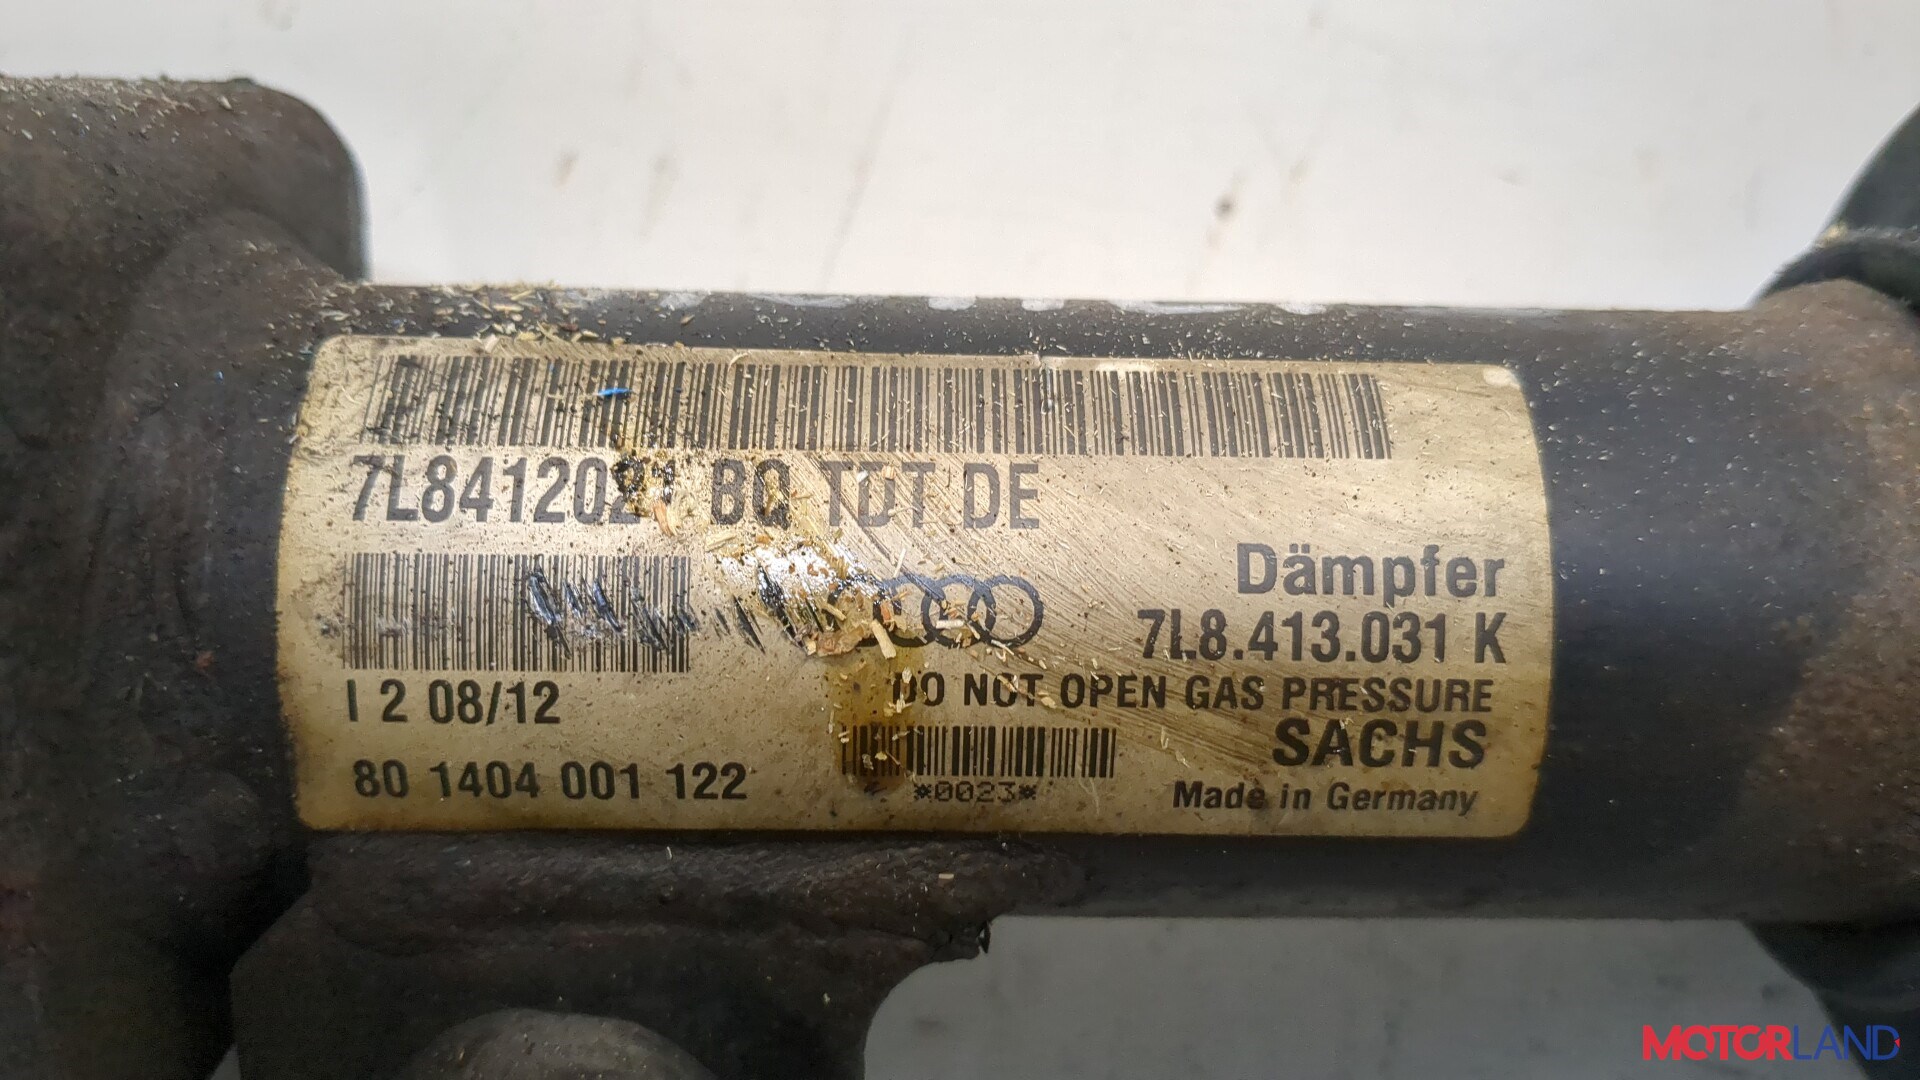 7L8412021 BQ TDT DE
Dämpfer
7L8.413.031 K
I 2 08/12
DO NOT OPEN GAS PRESSURE
SACHS
80 1404 001 122
*0023*
Made in Germany
MOTORLAND